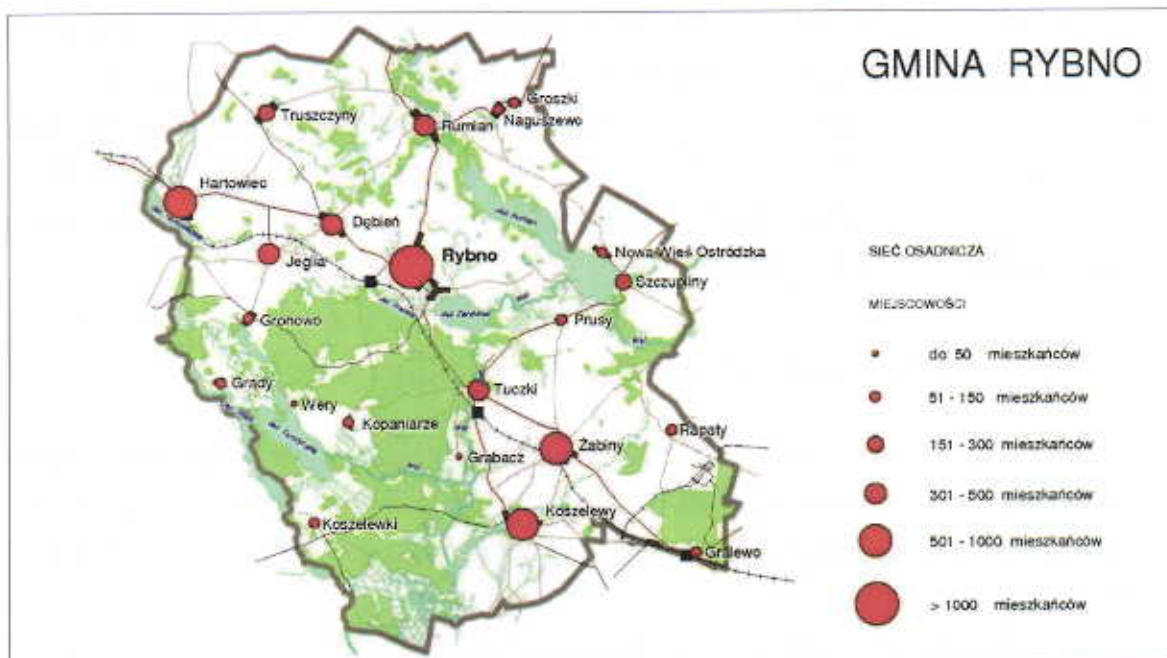 GMINA RYBNO
Groszki
Naguszewo
Truszczyny
Rumian
Hartowiec
Dębień
Rybno
Jeglia
Nowa Wieś Ostródzka
Szczupliny
Gronowo
Prusy
Grądy
Tuczki
Wery
Kopaniarze
Rapaty
Żabiny
Grabacz
Koszelewy
Koszelewki
Gralewo
SIEĆ OSADNICZA
MIEJSCOWOŚCI
do 50 mieszkańców
51 - 150 mieszkańców
151 - 300 mieszkańców
301 - 500 mieszkańców
501 - 1000 mieszkańców
> 1000 mieszkańców